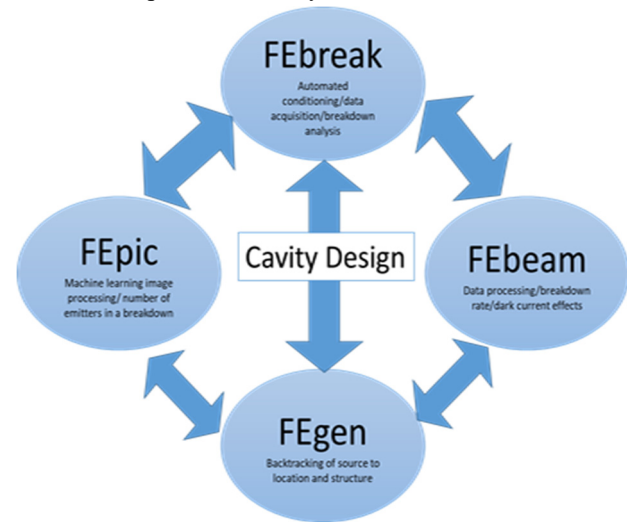 FEbreak
Automated
conditioning/data
acquisition/breakdown
analysis
FEpic
Machine learning image
processing/ number of
emitters in a breakdown
Cavity Design
FEbeam
Data processing/breakdown
rate/dark current effects
FEgen
Backtracking of source to
location and structure